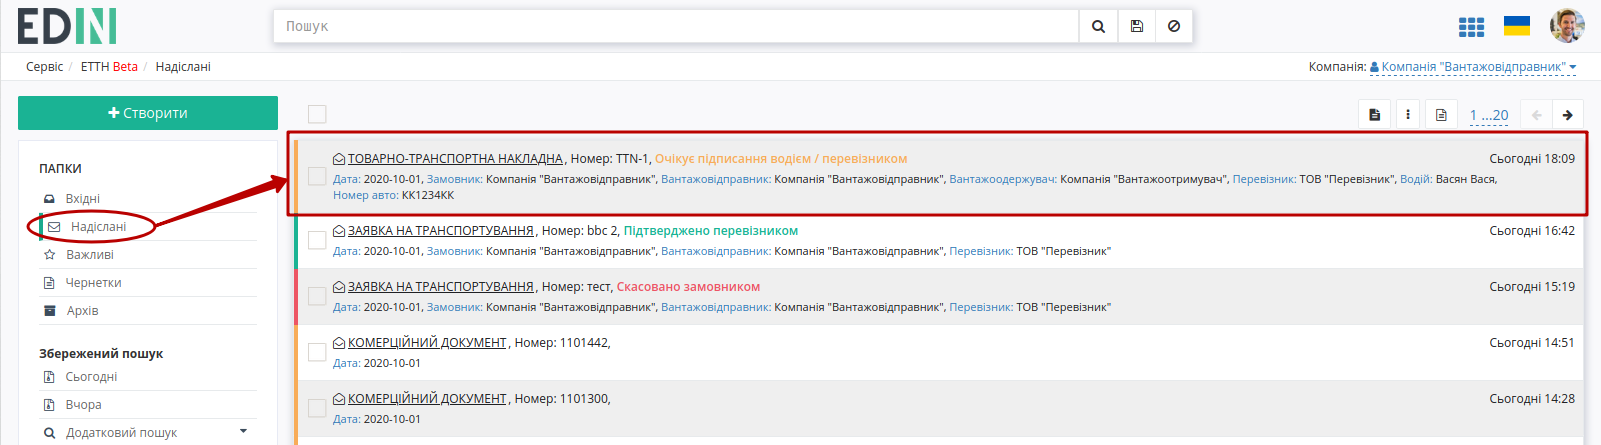 EDIN
Пошук
Сервіс / ЕТТН Beta / Надіслані
Компанія: Компанія "Вантажовідправник"
Створити
1 ...20
ПАПКИ
Вхідні
Надіслані
Важливі
Чернетки
Архів
Збережений пошук
Сьогодні
Вчора
Додатковий пошук
ТОВАРНО-ТРАНСПОРТНА НАКЛАДНА, Номер: TTN-1, Очікує підписання водієм / перевізником Сьогодні 18:09
Дата: 2020-10-01, Замовник: Компанія "Вантажовідправник", Вантажовідправник: Компанія "Вантажовідправник", Вантажоодержувач: Компанія "Вантажоотримувач", Перевізник: ТОВ "Перевізник", Водій: Васян Вася,
Номер авто: КК1234КК
ЗАЯВКА НА ТРАНСПОРТУВАННЯ, Номер: bbc 2, Підтверджено перевізником Сьогодні 16:42
Дата: 2020-10-01, Замовник: Компанія "Вантажовідправник", Вантажовідправник: Компанія "Вантажовідправник", Перевізник: ТОВ "Перевізник"
ЗАЯВКА НА ТРАНСПОРТУВАННЯ, Номер: тест, Скасовано замовником Сьогодні 15:19
Дата: 2020-10-01, Замовник: Компанія "Вантажовідправник", Вантажовідправник: Компанія "Вантажовідправник", Перевізник: ТОВ "Перевізник"
КОМЕРЦІЙНИЙ ДОКУМЕНТ, Номер: 1101442, Сьогодні 14:51
Дата: 2020-10-01
КОМЕРЦІЙНИЙ ДОКУМЕНТ, Номер: 1101300, Сьогодні 14:28
Дата: 2020-10-01